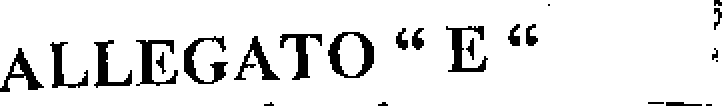 ALLEGATO “ E “